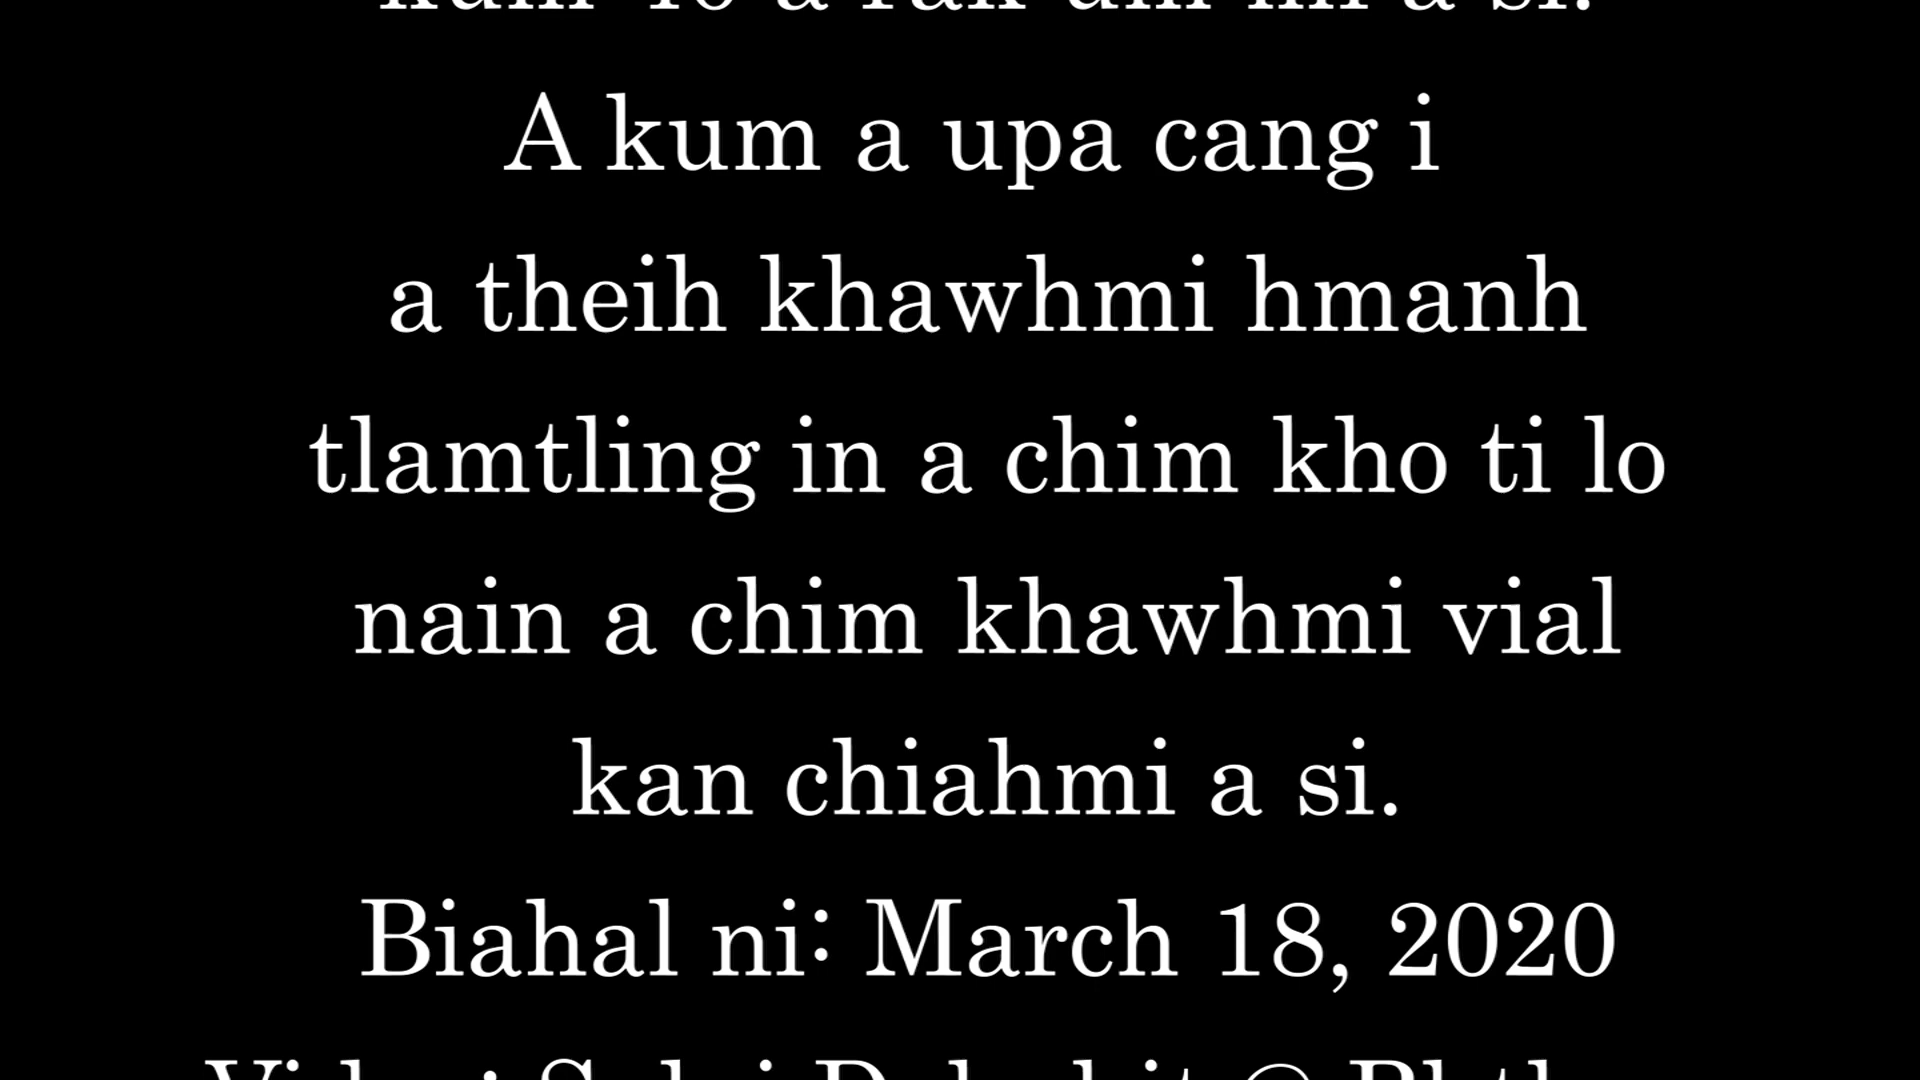 a si.
A kum a upa cang i
a theih khawhmi hmanh
tlamtling in a chim kho ti lo
nain a chim khawhmi vial
kan chiahmi a si.
Biahal ni: March 18, 2020